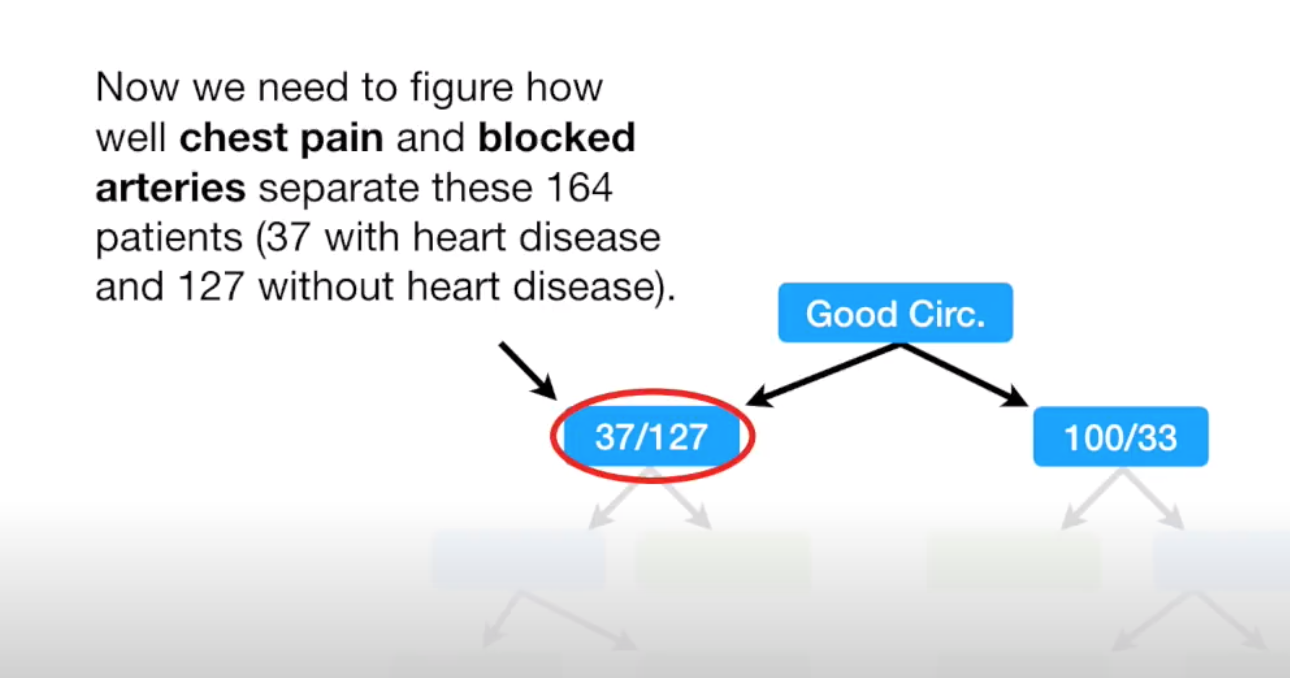 Now we need to figure how
well chest pain and blocked
arteries separate these 164
patients (37 with heart disease
and 127 without heart disease).
Good Circ.
37/127
100/33